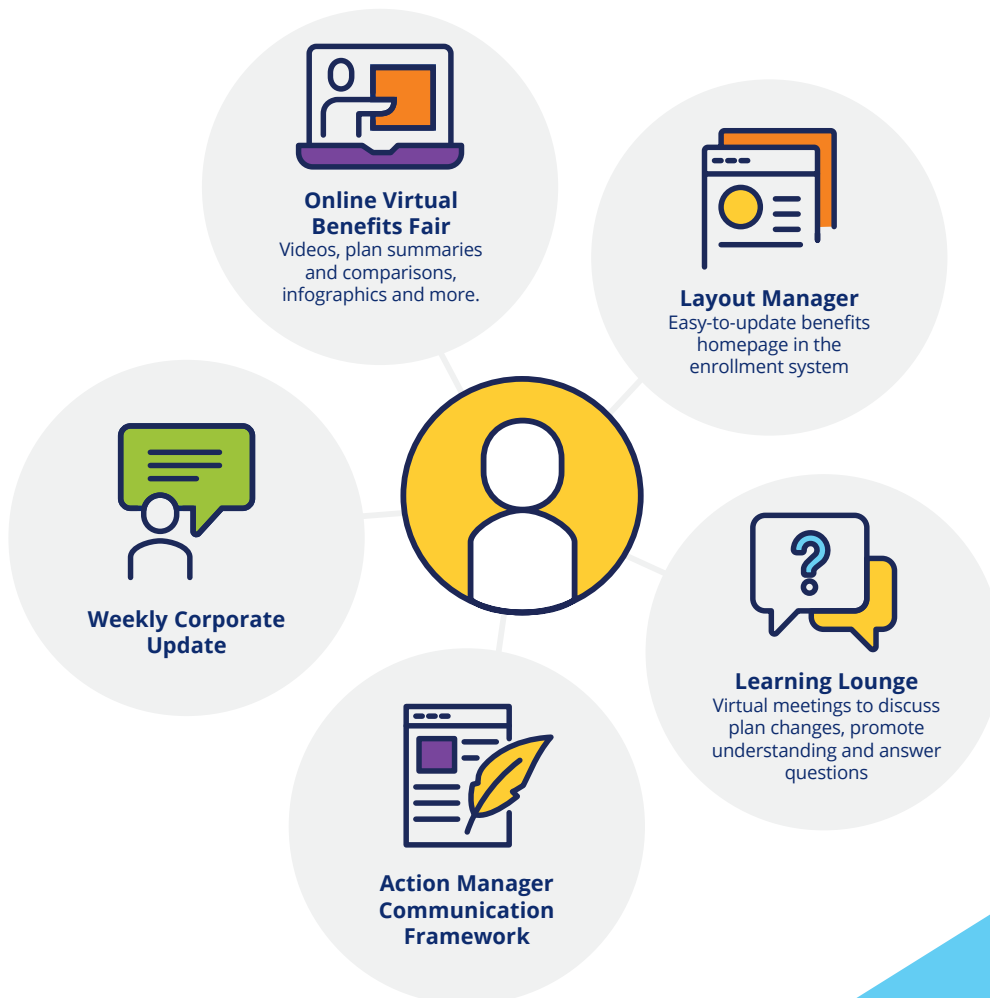 Online Virtual
Benefits Fair
Videos, plan summaries
and comparisons,
infographics and more.
Layout Manager
Easy-to-update benefits
homepage in the
enrollment system
Weekly Corporate
Update
Learning Lounge
Virtual meetings to discuss
plan changes, promote
understanding and answer
questions
Action Manager
Communication
Framework